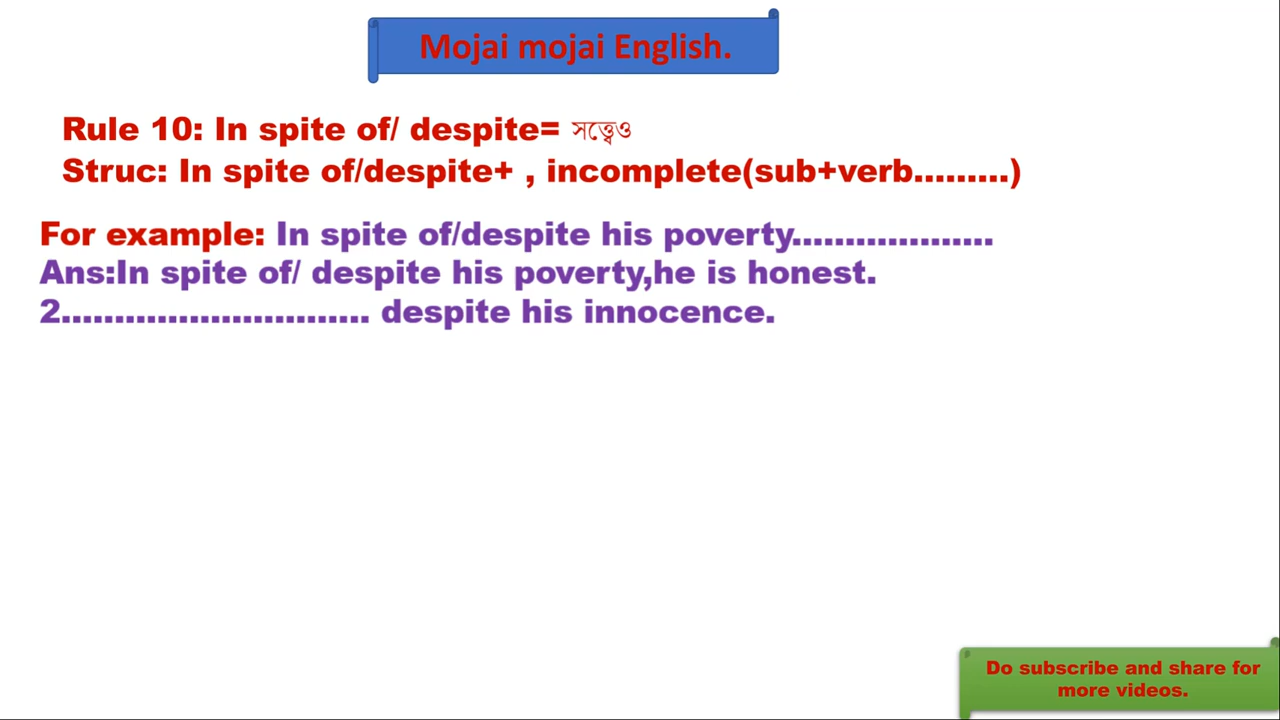 Mojai mojai English.
Rule 10: In spite of/ despite= সত্ত্বেও
Struc: In spite of/despite+ , incomplete(sub+verb.........)
For example: In spite of/despite his poverty...................
Ans:In spite of/ despite his poverty,he is honest.
2............................. despite his innocence.
Do subscribe and share for
more videos.